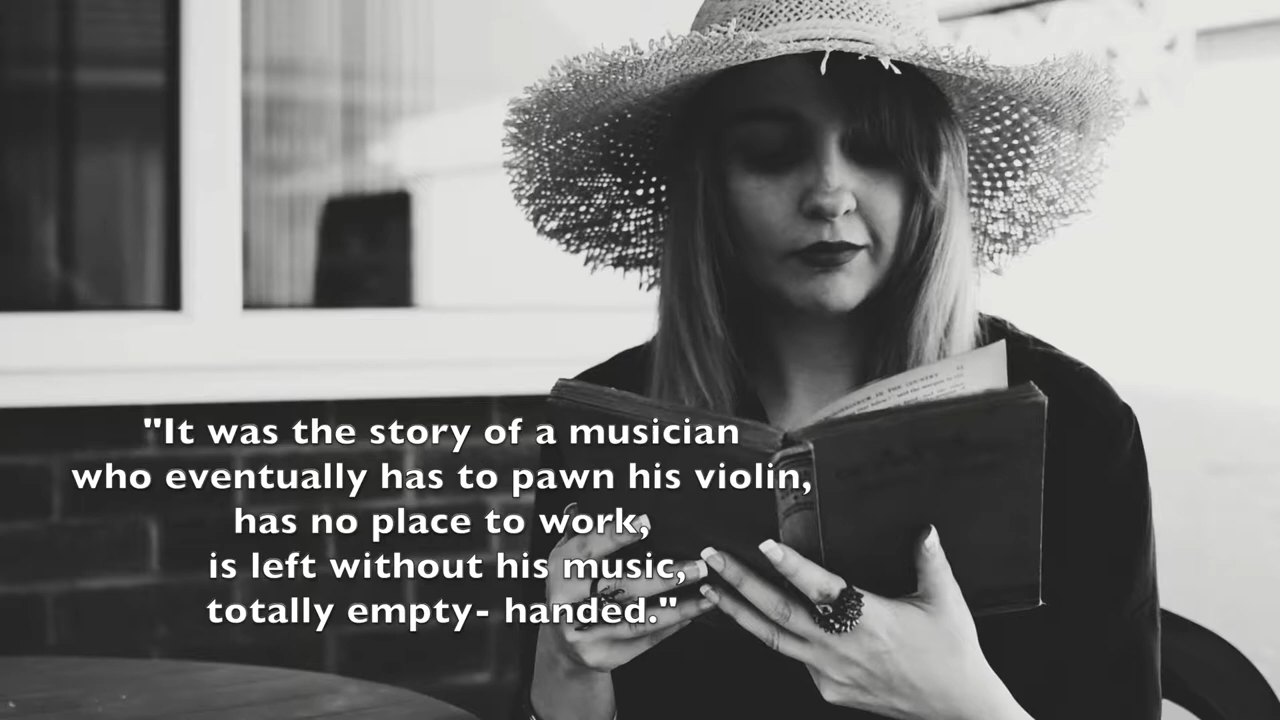 "It was the story of a musician
who eventually has to pawn his violin,
has no place to work,
is left without his music,
totally empty- handed."